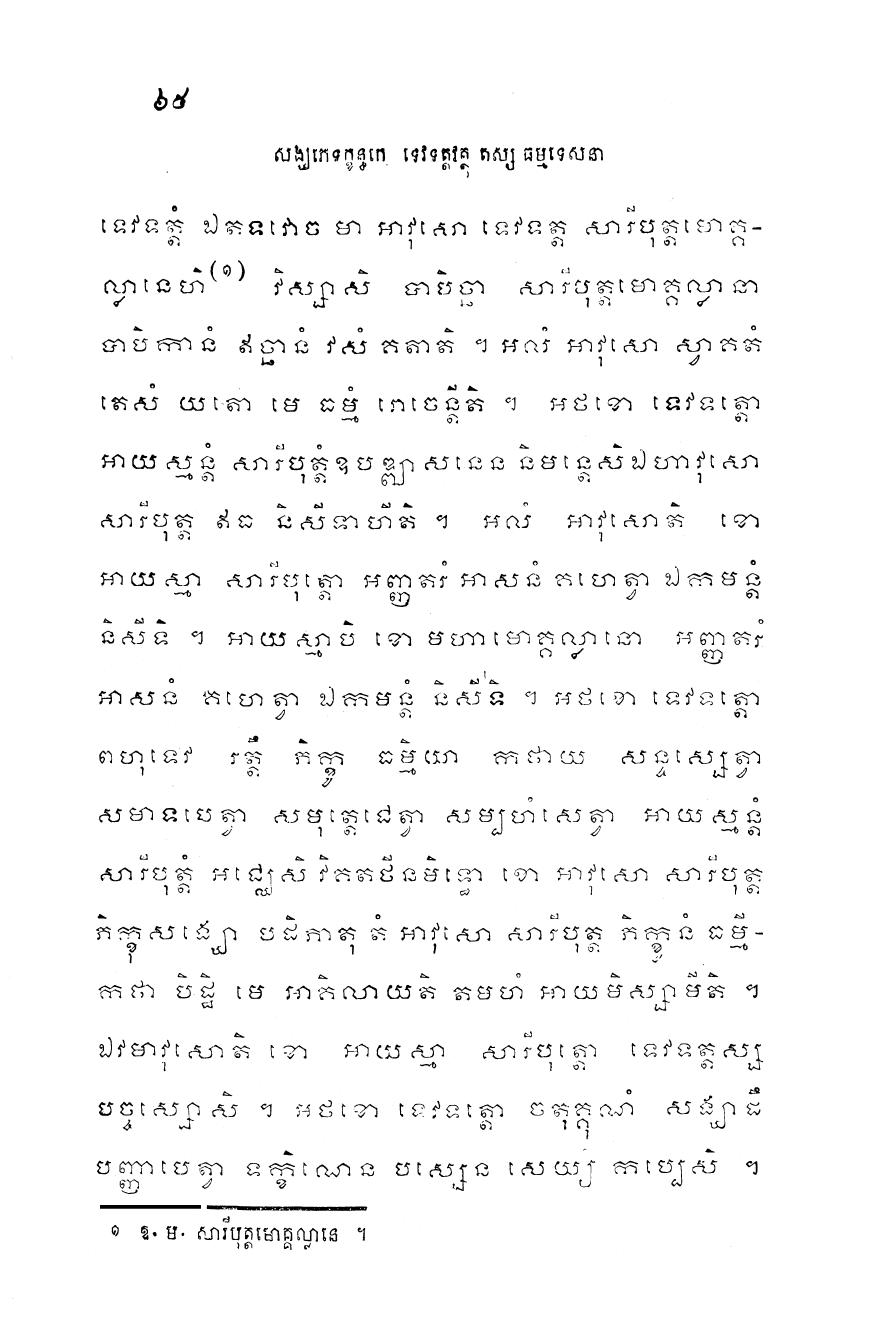 ៦៥
សង្ឃភេទក្ខន្ធកេ ទេវទត្តវត្ថុ តស្ស ធម្មទេសនា
ទេវទត្តំ ឯតទវោច មា អាវុសោ ទេវទត្ត សារីបុត្តមោគ្គ-
ល្លានេហិ(១) វិស្សាសិ បាបិច្ឆា សារីបុត្តមោគ្គល្លានា
បាបិកានំ ឥច្ឆានំ វសំ គតាតិ ។ អលំ អាវុសោ ស្វាគតំ
តេសំ យតោ មេ ធម្មំ រោចេន្តីតិ ។ អថខោ ទេវទត្តោ
អាយស្មន្តំ សារីបុត្តំ ឧបឌ្ឍាសនេន និមន្តេសិ ឯហាវុសោ
សារីបុត្ត ឥធ និសីទាហីតិ ។ អលំ អាវុសោតិ ខោ
អាយស្មា សារីបុត្តោ អញ្ញតរំ អាសនំ គហេត្វា ឯកមន្តំ
និសីទិ ។ អាយស្មាបិ ខោ មហាមោគ្គល្លានោ អញ្ញតរំ
អាសនំ គហេត្វា ឯកមន្តំ និសីទិ ។ អថខោ ទេវទត្តោ
ពហុទេវ រត្តឹ ភិក្ខូ ធម្មិយា កថាយ សន្ទស្សេត្វា
សមាទបេត្វា សមុត្តេជេត្វា សម្បហំសេត្វា អាយស្មន្តំ
សារីបុត្តំ អជ្ឈេសិ វិគតថីនមិទ្ធោ ខោ អាវុសោ សារីបុត្ត
ភិក្ខុសង្ឃោ បដិភាតុ តំ អាវុសោ សារីបុត្ត ភិក្ខូនំ ធម្មី-
កថា បិដ្ឋិ មេ អាគិលាយតិ តមហំ អាយមិស្សាមីតិ ។
ឯវមាវុសោតិ ខោ អាយស្មា សារីបុត្តោ ទេវទត្តស្ស
បច្ចស្សោសិ ។ អថខោ ទេវទត្តោ ចតុគ្គុណំ សង្ឃាដឹ
បញ្ញាបេត្វា ទក្ខិណេន បស្សេន សេយ្យំ កប្បេសិ ។
១ ឱ. ម. សារីបុត្តមោគ្គល្លានេ ។